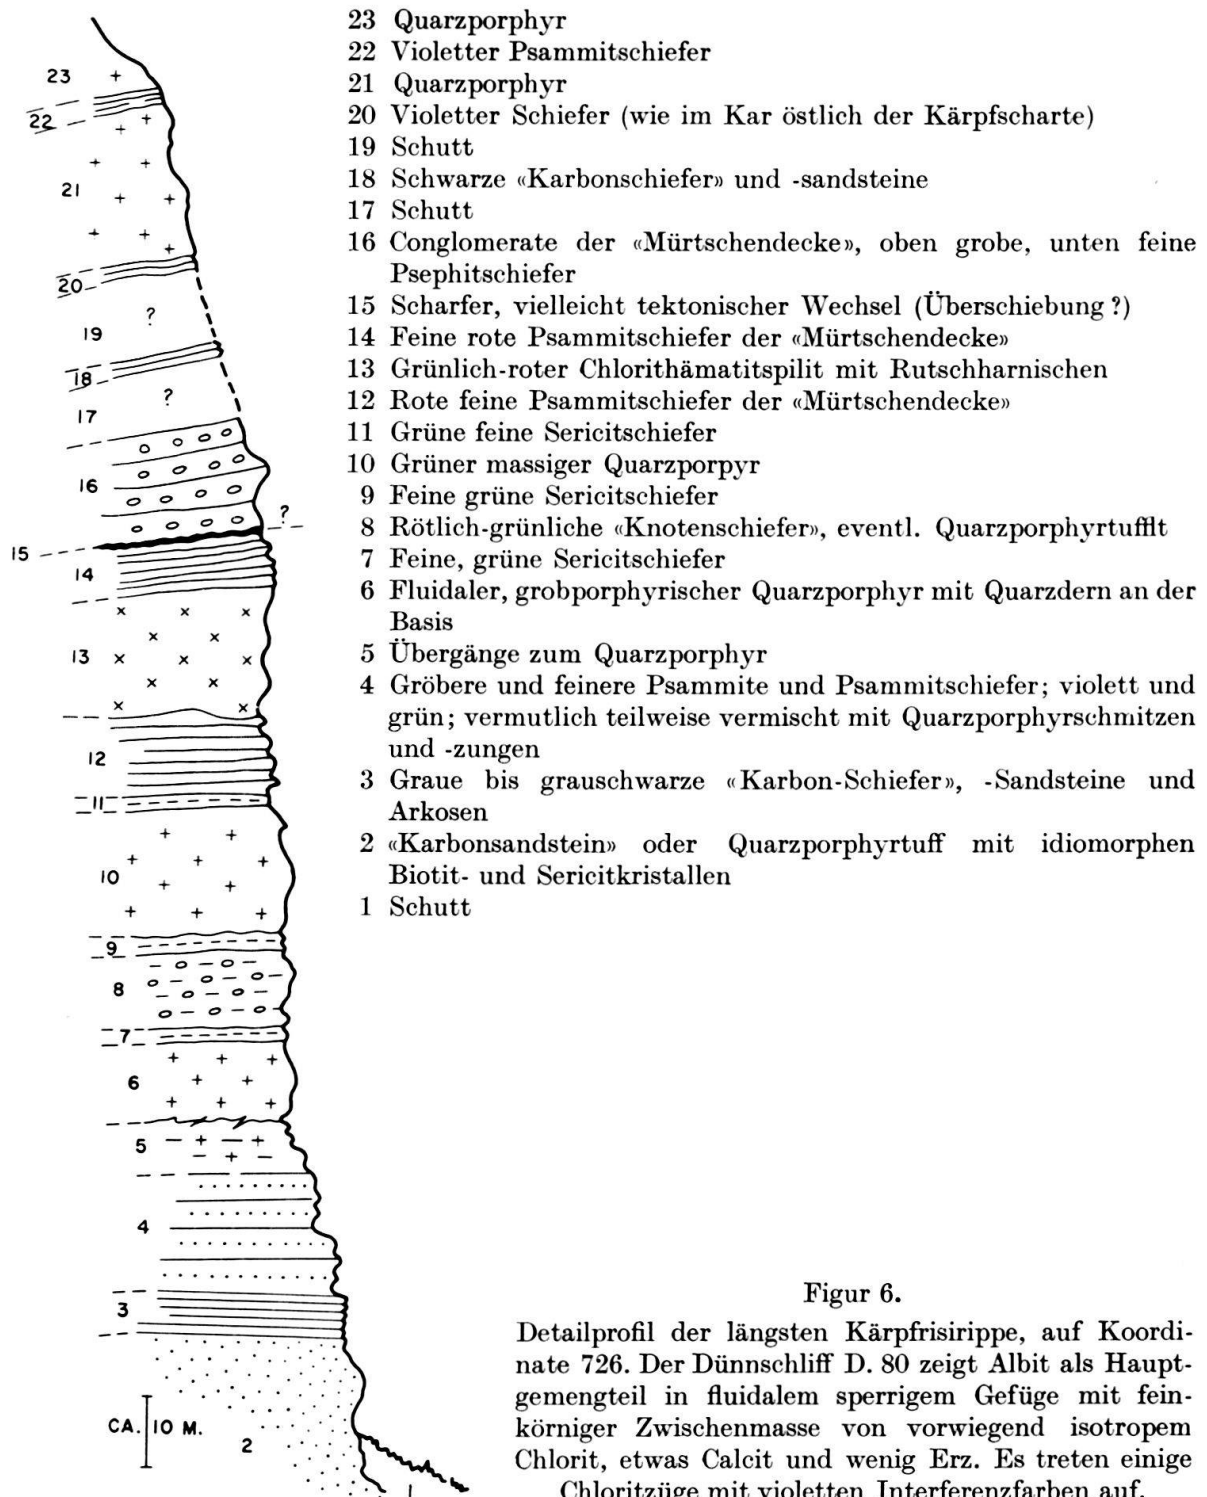 23 Quarzporphyr
22 Violetter Psammitschiefer
21 Quarzporphyr
20 Violetter Schiefer (wie im Kar östlich der Kärpfscharte)
19 Schutt
18 Schwarze «Karbonschiefer» und -sandsteine
17 Schutt
16 Conglomerate der «Mürtschendecke», oben grobe, unten feine
Psephitschiefer
15 Scharfer, vielleicht tektonischer Wechsel (Überschiebung ?)
14 Feine rote Psammitschiefer der «Mürtschendecke»
13 Grünlich-roter Chlorithämatitspilit mit Rutschharnischen
12 Rote feine Psammitschiefer der «Mürtschendecke»
11 Grüne feine Sericitschiefer
10 Grüner massiger Quarzporpyr
9 Feine grüne Sericitschiefer
8 Rötlich-grünliche «Knotenschiefer», eventl. Quarzporphyrtufflt
7 Feine, grüne Sericitschiefer
6 Fluidaler, grobporphyrischer Quarzporphyr mit Quarzdern an der
Basis
5 Übergänge zum Quarzporphyr
4 Gröbere und feinere Psammite und Psammitschiefer; violett und
grün; vermutlich teilweise vermischt mit Quarzporphyrschmitzen
und -zungen
3 Graue bis grauschwarze «Karbon-Schiefer», -Sandsteine und
Arkosen
2 «Karbonsandstein» oder Quarzporphyrtuff mit idiomorphen
Biotit- und Sericitkristallen
1 Schutt
23
22
21
20
?
19
18
?
17
16
?
15
14
13
12
11
10
9
8
7
6
5
4
3
CA. 10 M.
2
1
Figur 6.
Detailprofil der längsten Kärpfrisirippe, auf Koordi-
nate 726. Der Dünnschliff D. 80 zeigt Albit als Haupt-
gemengteil in fluidalem sperrigem Gefüge mit fein-
körniger Zwischenmasse von vorwiegend isotropem
Chlorit, etwas Calcit und wenig Erz. Es treten einige
Chloritzüge mit violetten Interferenzfarben auf.